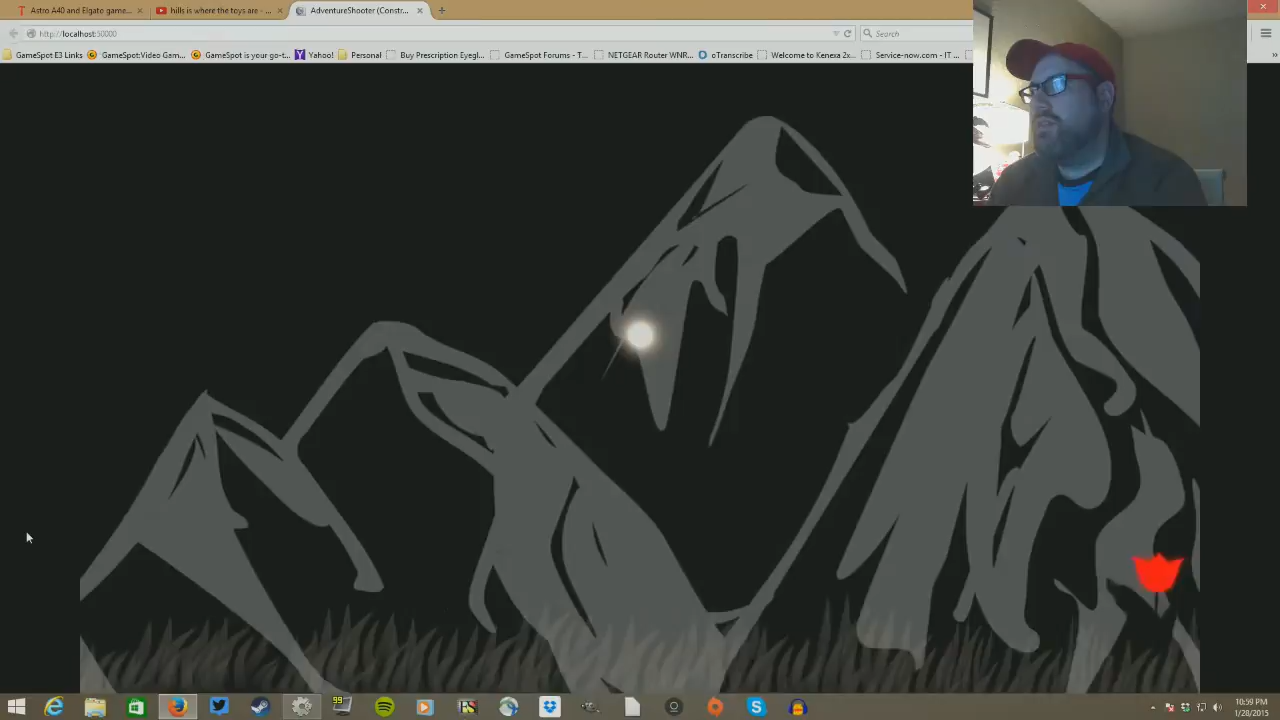 Astro A40 and Elgato game...
hills is where the toys are - ...
AdventureShooter (Constr...
http://localhost:50000
Search
GameSpot E3 Links
GameSpot:Video Gam...
GameSpot is your go-t...
Yahoo!
Personal
Buy Prescription Eyegl...
GameSpot Forums - T...
NETGEAR Router WNR...
oTranscribe
Welcome to Kenexa 2x...
Service-now.com - IT ...
99
10:59 PM
1/28/2015